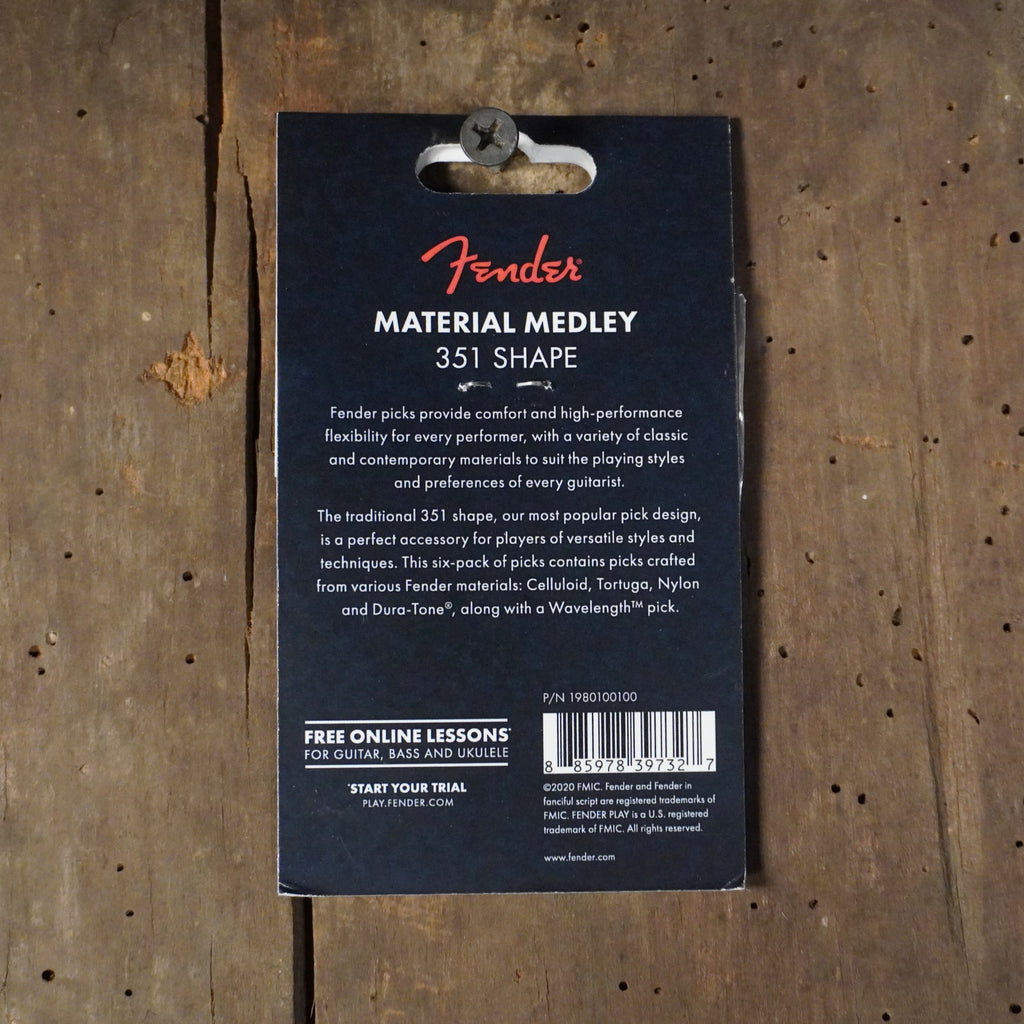 Fender®
MATERIAL MEDLEY
351 SHAPE
Fender picks provide comfort and high-performance
flexibility for every performer, with a variety of classic
and contemporary materials to suit the playing styles
and preferences of every guitarist.
The traditional 351 shape, our most popular pick design,
is a perfect accessory for players of versatile styles and
techniques. This six-pack of picks contains picks crafted
from various Fender materials: Celluloid, Tortuga, Nylon
and Dura-Tone®, along with a Wavelength™ pick.
FREE ONLINE LESSONS*
FOR GUITAR, BASS AND UKULELE
*START YOUR TRIAL
PLAY.FENDER.COM
P/N 1980100100
8 85978 39732 7
©2020 FMIC. Fender and Fender in
fanciful script are registered trademarks of
FMIC. FENDER PLAY is a U.S. registered
trademark of FMIC. All rights reserved.
www.fender.com